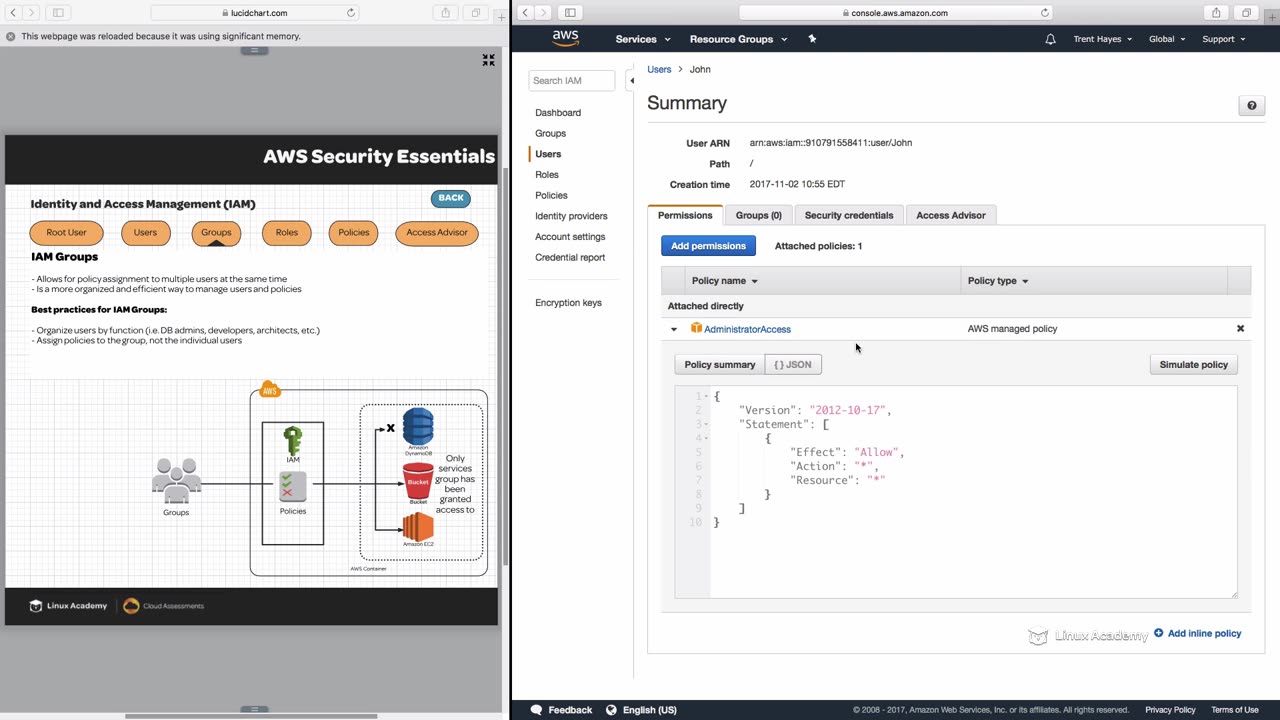 lucidchart.com
This webpage was reloaded because it was using significant memory.
AWS Security Essentials
Identity and Access Management (IAM)
BACK
Root User
Users
Groups
Roles
Policies
Access Advisor
IAM Groups
- Allows for policy assignment to multiple users at the same time
- Is a more organized and efficient way to manage users and policies
Best practices for IAM Groups:
- Organize users by function (i.e. DB admins, developers, architects, etc.)
- Assign policies to the group, not the individual users
AWS
Groups
IAM
Policies
X
Amazon
DynamoDB
Bucket
Bucket
Amazon EC2
Only
services
group has
been
granted
access to
AWS Container
Linux Academy
Cloud Assessments
console.aws.amazon.com
aws
Services
Resource Groups
Trent Hayes
Global
Support
Search IAM
Dashboard
Groups
Users
Roles
Policies
Identity providers
Account settings
Credential report
Encryption keys
Users > John
Summary
User ARN arn:aws:iam::910791558411:user/John
Path /
Creation time 2017-11-02 10:55 EDT
Permissions
Groups (0)
Security credentials
Access Advisor
Add permissions
Attached policies: 1
Policy name
Policy type
Attached directly
AdministratorAccess
AWS managed policy
Policy summary
{ } JSON
Simulate policy
1 {
2 "Version": "2012-10-17",
3 "Statement": [
4 {
5 "Effect": "Allow",
6 "Action": "*",
7 "Resource": "*"
8 }
9 ]
10 }
Linux Academy
Add inline policy
Feedback
English (US)
© 2008 - 2017, Amazon Web Services, Inc. or its affiliates. All rights reserved.
Privacy Policy
Terms of Use